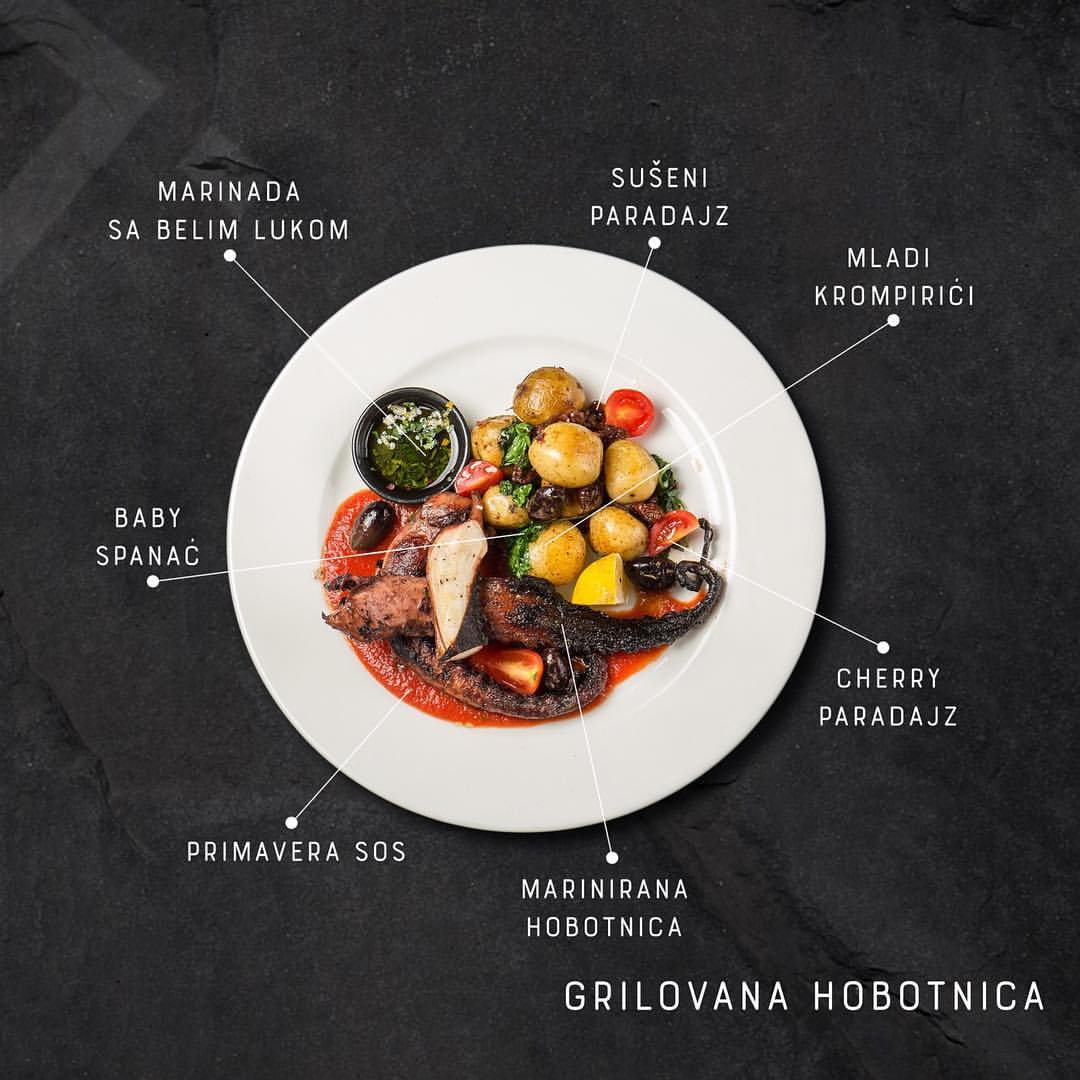 MARINADA
SA BELIM LUKOM
SUŠENI
PARADAJZ
MLADI
KROMPIRIĆI
BABY
SPANAĆ
CHERRY
PARADAJZ
PRIMAVERA SOS
MARINIRANA
HOBOTNICA
GRILOVANA HOBOTNICA